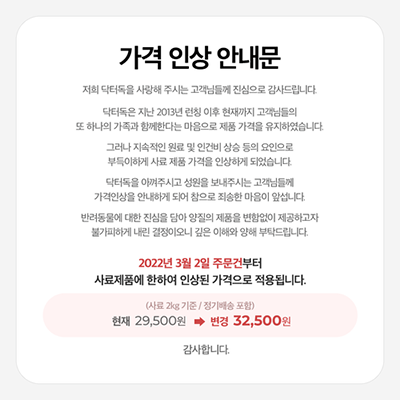 가격 인상 안내문
저희 닥터독을 사랑해 주시는 고객님들께 진심으로 감사드립니다.
닥터독은 지난 2013년 런칭 이후 현재까지 고객님들의
또 하나의 가족과 함께한다는 마음으로 제품 가격을 유지하였습니다.
그러나 지속적인 원료 및 인건비 상승 등의 요인으로
부득이하게 사료 제품 가격을 인상하게 되었습니다.
닥터독을 아껴주시고 성원을 보내주시는 고객님들께
가격인상을 안내하게 되어 참으로 죄송한 마음이 앞섭니다.
반려동물에 대한 진심을 담아 양질의 제품을 변함없이 제공하고자
불가피하게 내린 결정이오니 깊은 이해와 양해 부탁드립니다.
2022년 3월 2일 주문건부터
사료제품에 한하여 인상된 가격으로 적용됩니다.
(사료 2kg 기준 / 정기배송 포함)
현재 29,500원 ➡ 변경 32,500원
감사합니다.